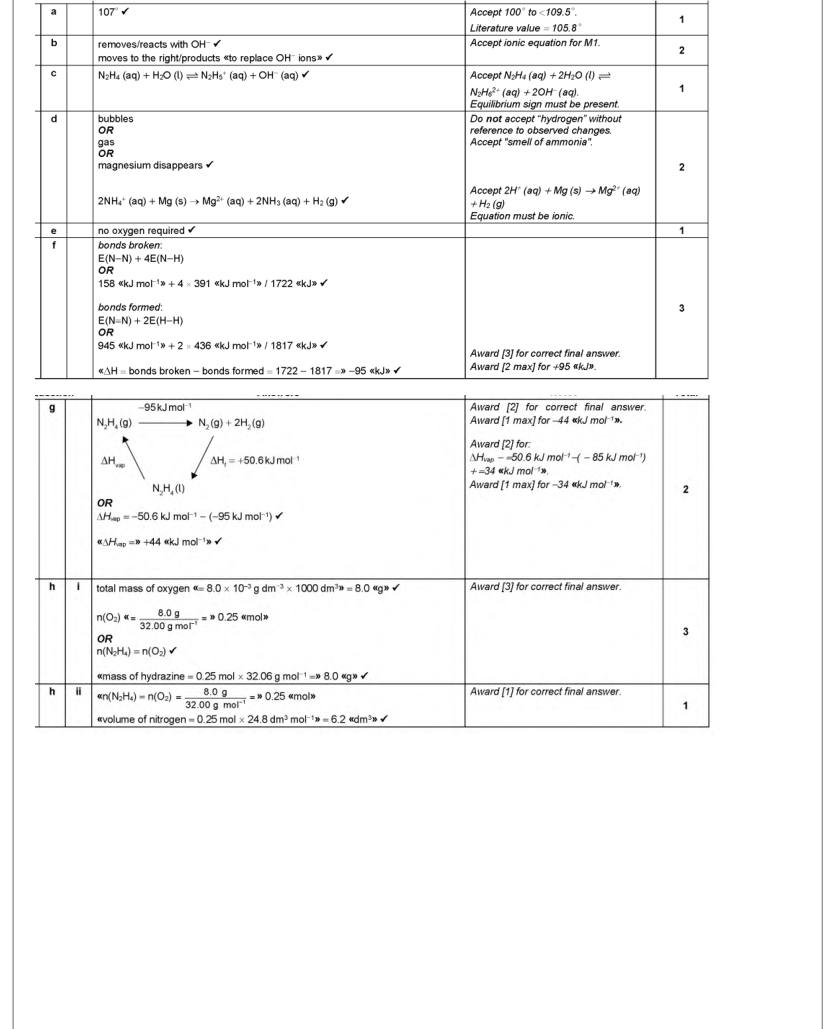 a 107° ✓ Accept 100° to <109.5°. 1
Literature value = 105.8°
b removes/reacts with OH⁻ ✓ Accept ionic equation for M1. 2
moves to the right/products «to replace OH⁻ ions» ✓
c N₂H₄ (aq) + H₂O (l) ⇌ N₂H₅⁺ (aq) + OH⁻ (aq) ✓ Accept N₂H₄ (aq) + 2H₂O (l) ⇌ 1
N₂H₆²⁺ (aq) + 2OH⁻ (aq).
Equilibrium sign must be present.
d bubbles Do not accept “hydrogen” without
OR reference to observed changes.
gas Accept "smell of ammonia".
OR
magnesium disappears ✓ 2
2NH₄⁺ (aq) + Mg (s) → Mg²⁺ (aq) + 2NH₃ (aq) + H₂ (g) ✓ Accept 2H⁺ (aq) + Mg (s) → Mg²⁺ (aq)
+ H₂ (g)
Equation must be ionic.
e no oxygen required ✓ 1
f bonds broken:
E(N–N) + 4E(N–H)
OR
158 «kJ mol⁻¹» + 4 × 391 «kJ mol⁻¹» / 1722 «kJ» ✓
bonds formed: 3
E(N≡N) + 2E(H–H)
OR
945 «kJ mol⁻¹» + 2 × 436 «kJ mol⁻¹» / 1817 «kJ» ✓
Award [3] for correct final answer.
«ΔH = bonds broken – bonds formed = 1722 – 1817 =» –95 «kJ» ✓ Award [2 max] for +95 «kJ».
g –95 kJ mol⁻¹ Award [2] for correct final answer.
N₂H₄(g) → N₂(g) + 2H₂(g) Award [1 max] for –44 «kJ mol⁻¹».
Award [2] for:
ΔHvap ΔHf = +50.6 kJ mol⁻¹ ΔHvap – =50.6 kJ mol⁻¹ –( – 85 kJ mol⁻¹)
+=34 «kJ mol⁻¹».
N₂H₄(l) Award [1 max] for –34 «kJ mol⁻¹». 2
OR
ΔHvap = –50.6 kJ mol⁻¹ – (–95 kJ mol⁻¹) ✓
«ΔHvap =» +44 «kJ mol⁻¹» ✓
h i total mass of oxygen «= 8.0 × 10⁻³ g dm⁻³ × 1000 dm³» = 8.0 «g» ✓ Award [3] for correct final answer. 3
n(O₂) «= 8.0 g / 32.00 g mol⁻¹ = » 0.25 «mol»
OR
n(N₂H₄) = n(O₂) ✓
«mass of hydrazine = 0.25 mol × 32.06 g mol⁻¹ =» 8.0 «g» ✓
h ii «n(N₂H₄) = n(O₂) = 8.0 g / 32.00 g mol⁻¹ = » 0.25 «mol» Award [1] for correct final answer. 1
«volume of nitrogen = 0.25 mol × 24.8 dm³ mol⁻¹» = 6.2 «dm³» ✓